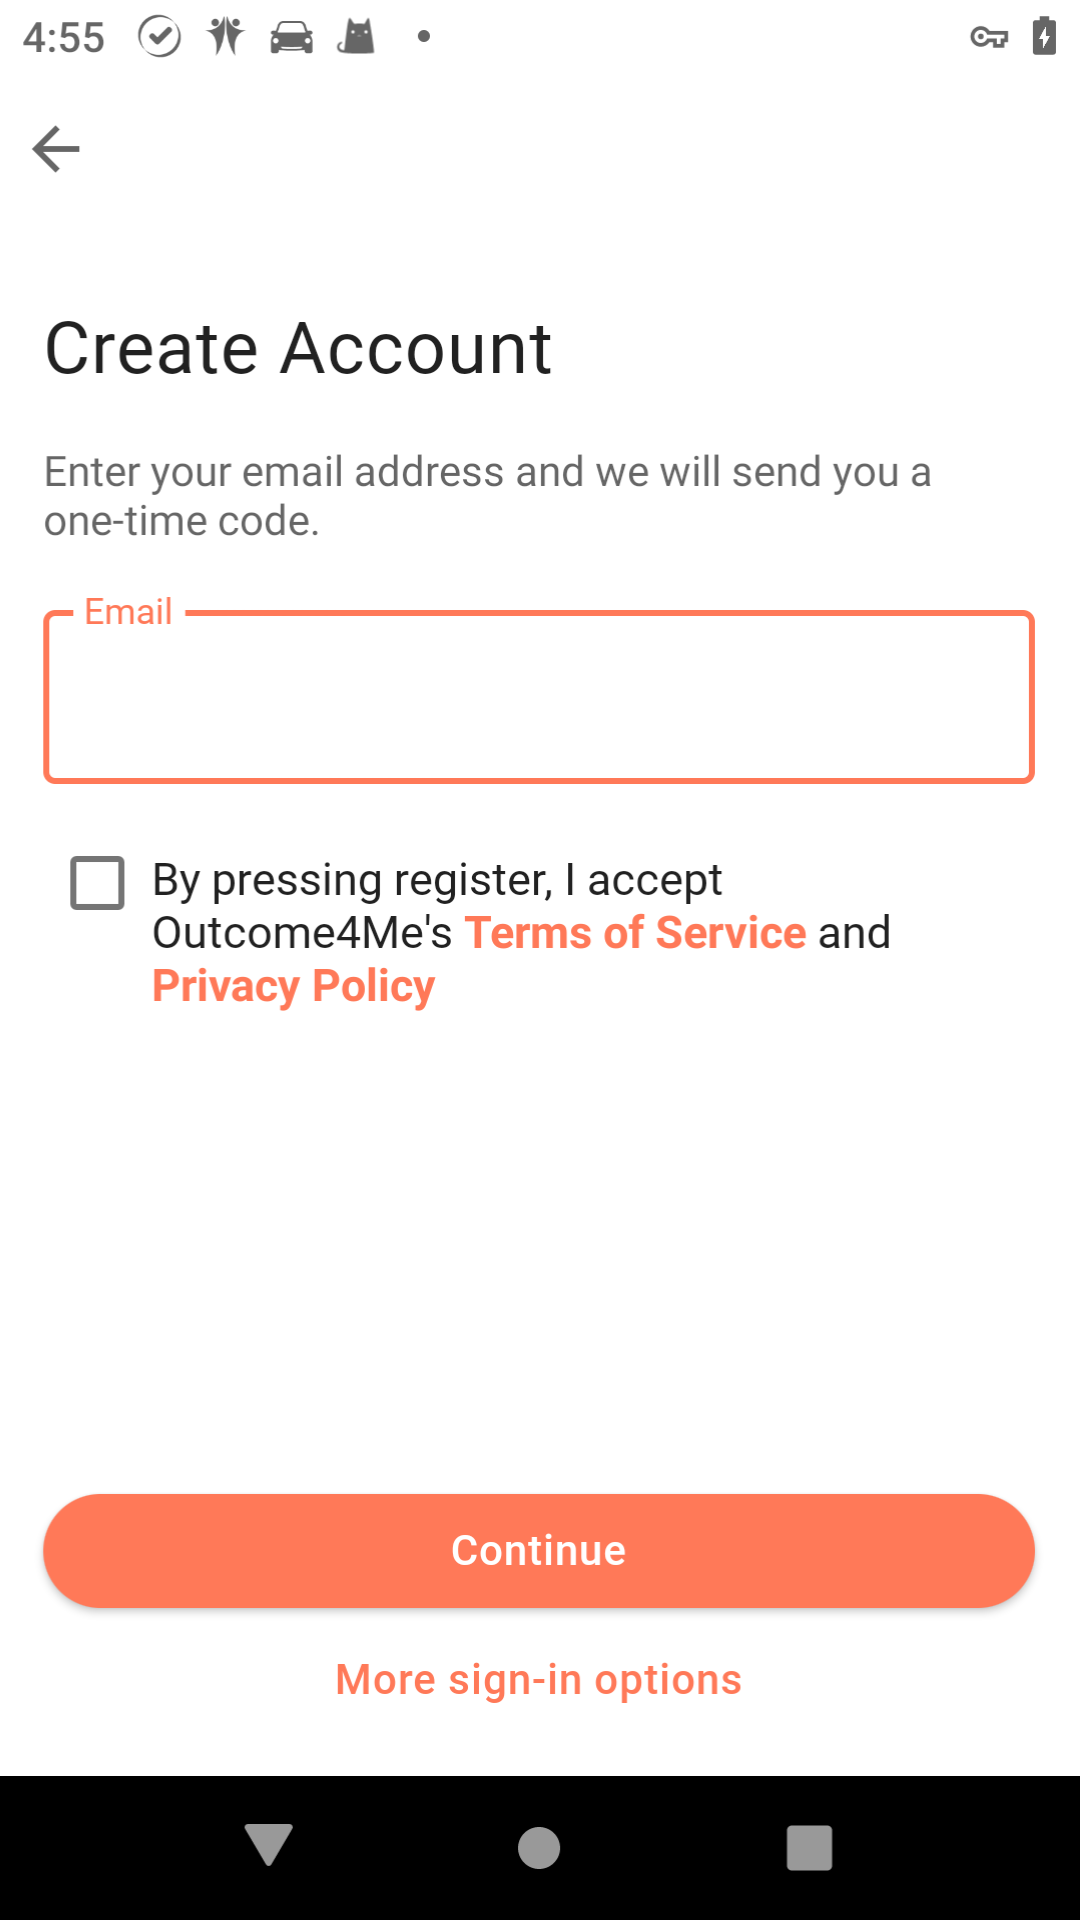 4:55
Create Account
Enter your email address and we will send you a
one-time code.
Email
By pressing register, I accept
Outcome4Me's Terms of Service and
Privacy Policy
Continue
More sign-in options